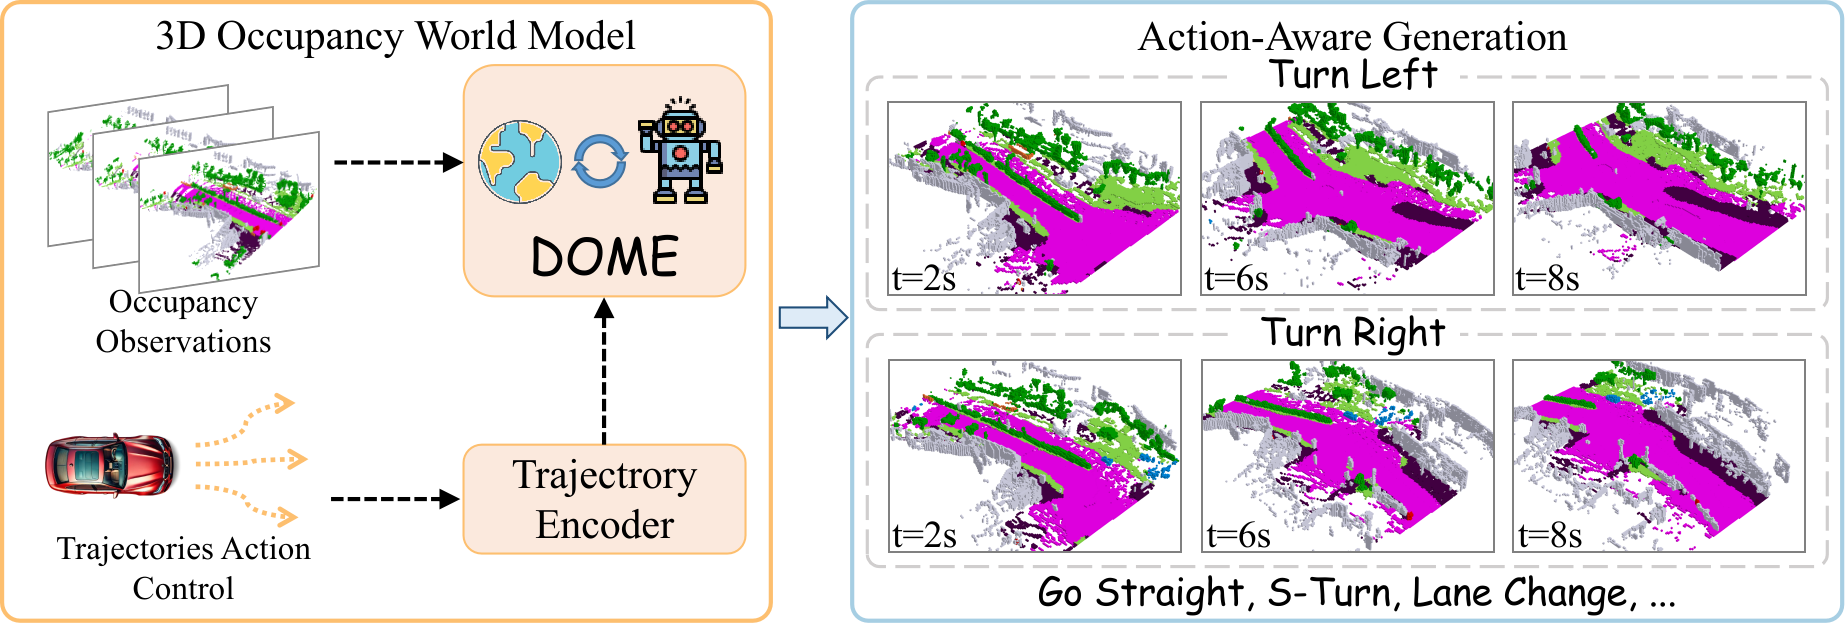 3D Occupancy World Model
DOME
Occupancy
Observations
Trajectrory
Encoder
Trajectories Action
Control
Action-Aware Generation
Turn Left
t=2s
t=6s
t=8s
Turn Right
t=2s
t=6s
t=8s
Go Straight, S-Turn, Lane Change, ...